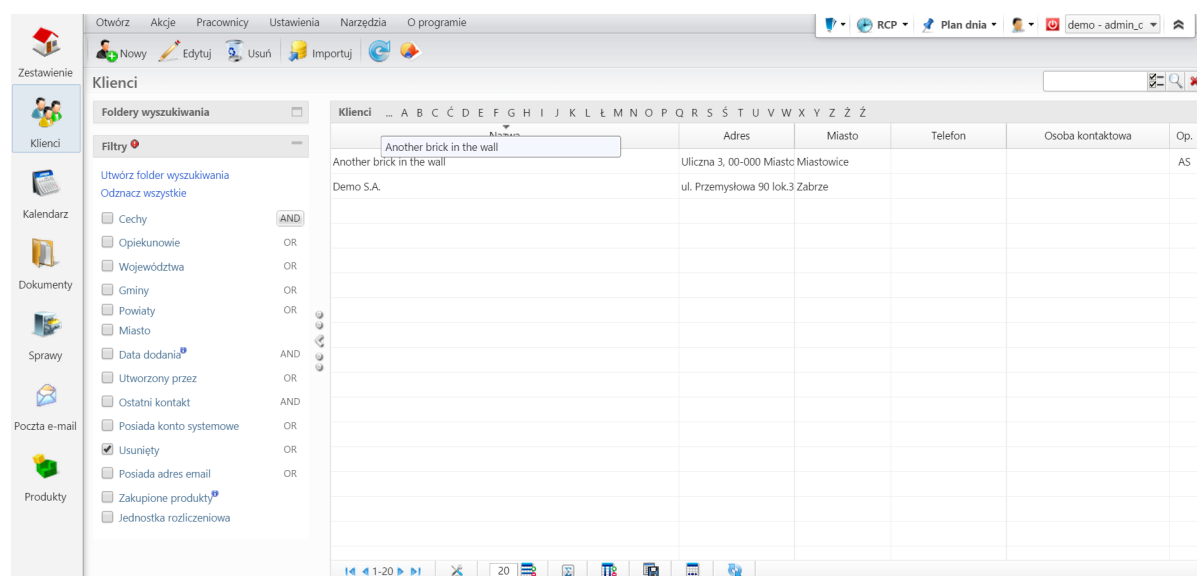 Otwórz Akcje Pracownicy Ustawienia Narzędzia O programie
RCP Plan dnia demo - admin_c
Nowy Edytuj Usuń Importuj
Zestawienie
Klienci
Kalendarz
Dokumenty
Sprawy
Poczta e-mail
Produkty
Klienci
Foldery wyszukiwania
Filtry
Utwórz folder wyszukiwania
Odznacz wszystkie
Cechy AND
Opiekunowie OR
Województwa OR
Gminy OR
Powiaty OR
Miasto
Data dodania AND
Utworzony przez OR
Ostatni kontakt AND
Posiada konto systemowe OR
Usunięty OR
Posiada adres email OR
Zakupione produkty
Jednostka rozliczeniowa
Klienci ... A B C Ć D E F G H I J K L Ł M N O P Q R S Ś T U V W X Y Z Ż Ź
Nazwa Adres Miasto Telefon Osoba kontaktowa Op.
Another brick in the wall
Another brick in the wall Uliczna 3, 00-000 Miasto Miastowice AS
Demo S.A. ul. Przemysłowa 90 lok.3 Zabrze
1-20 20